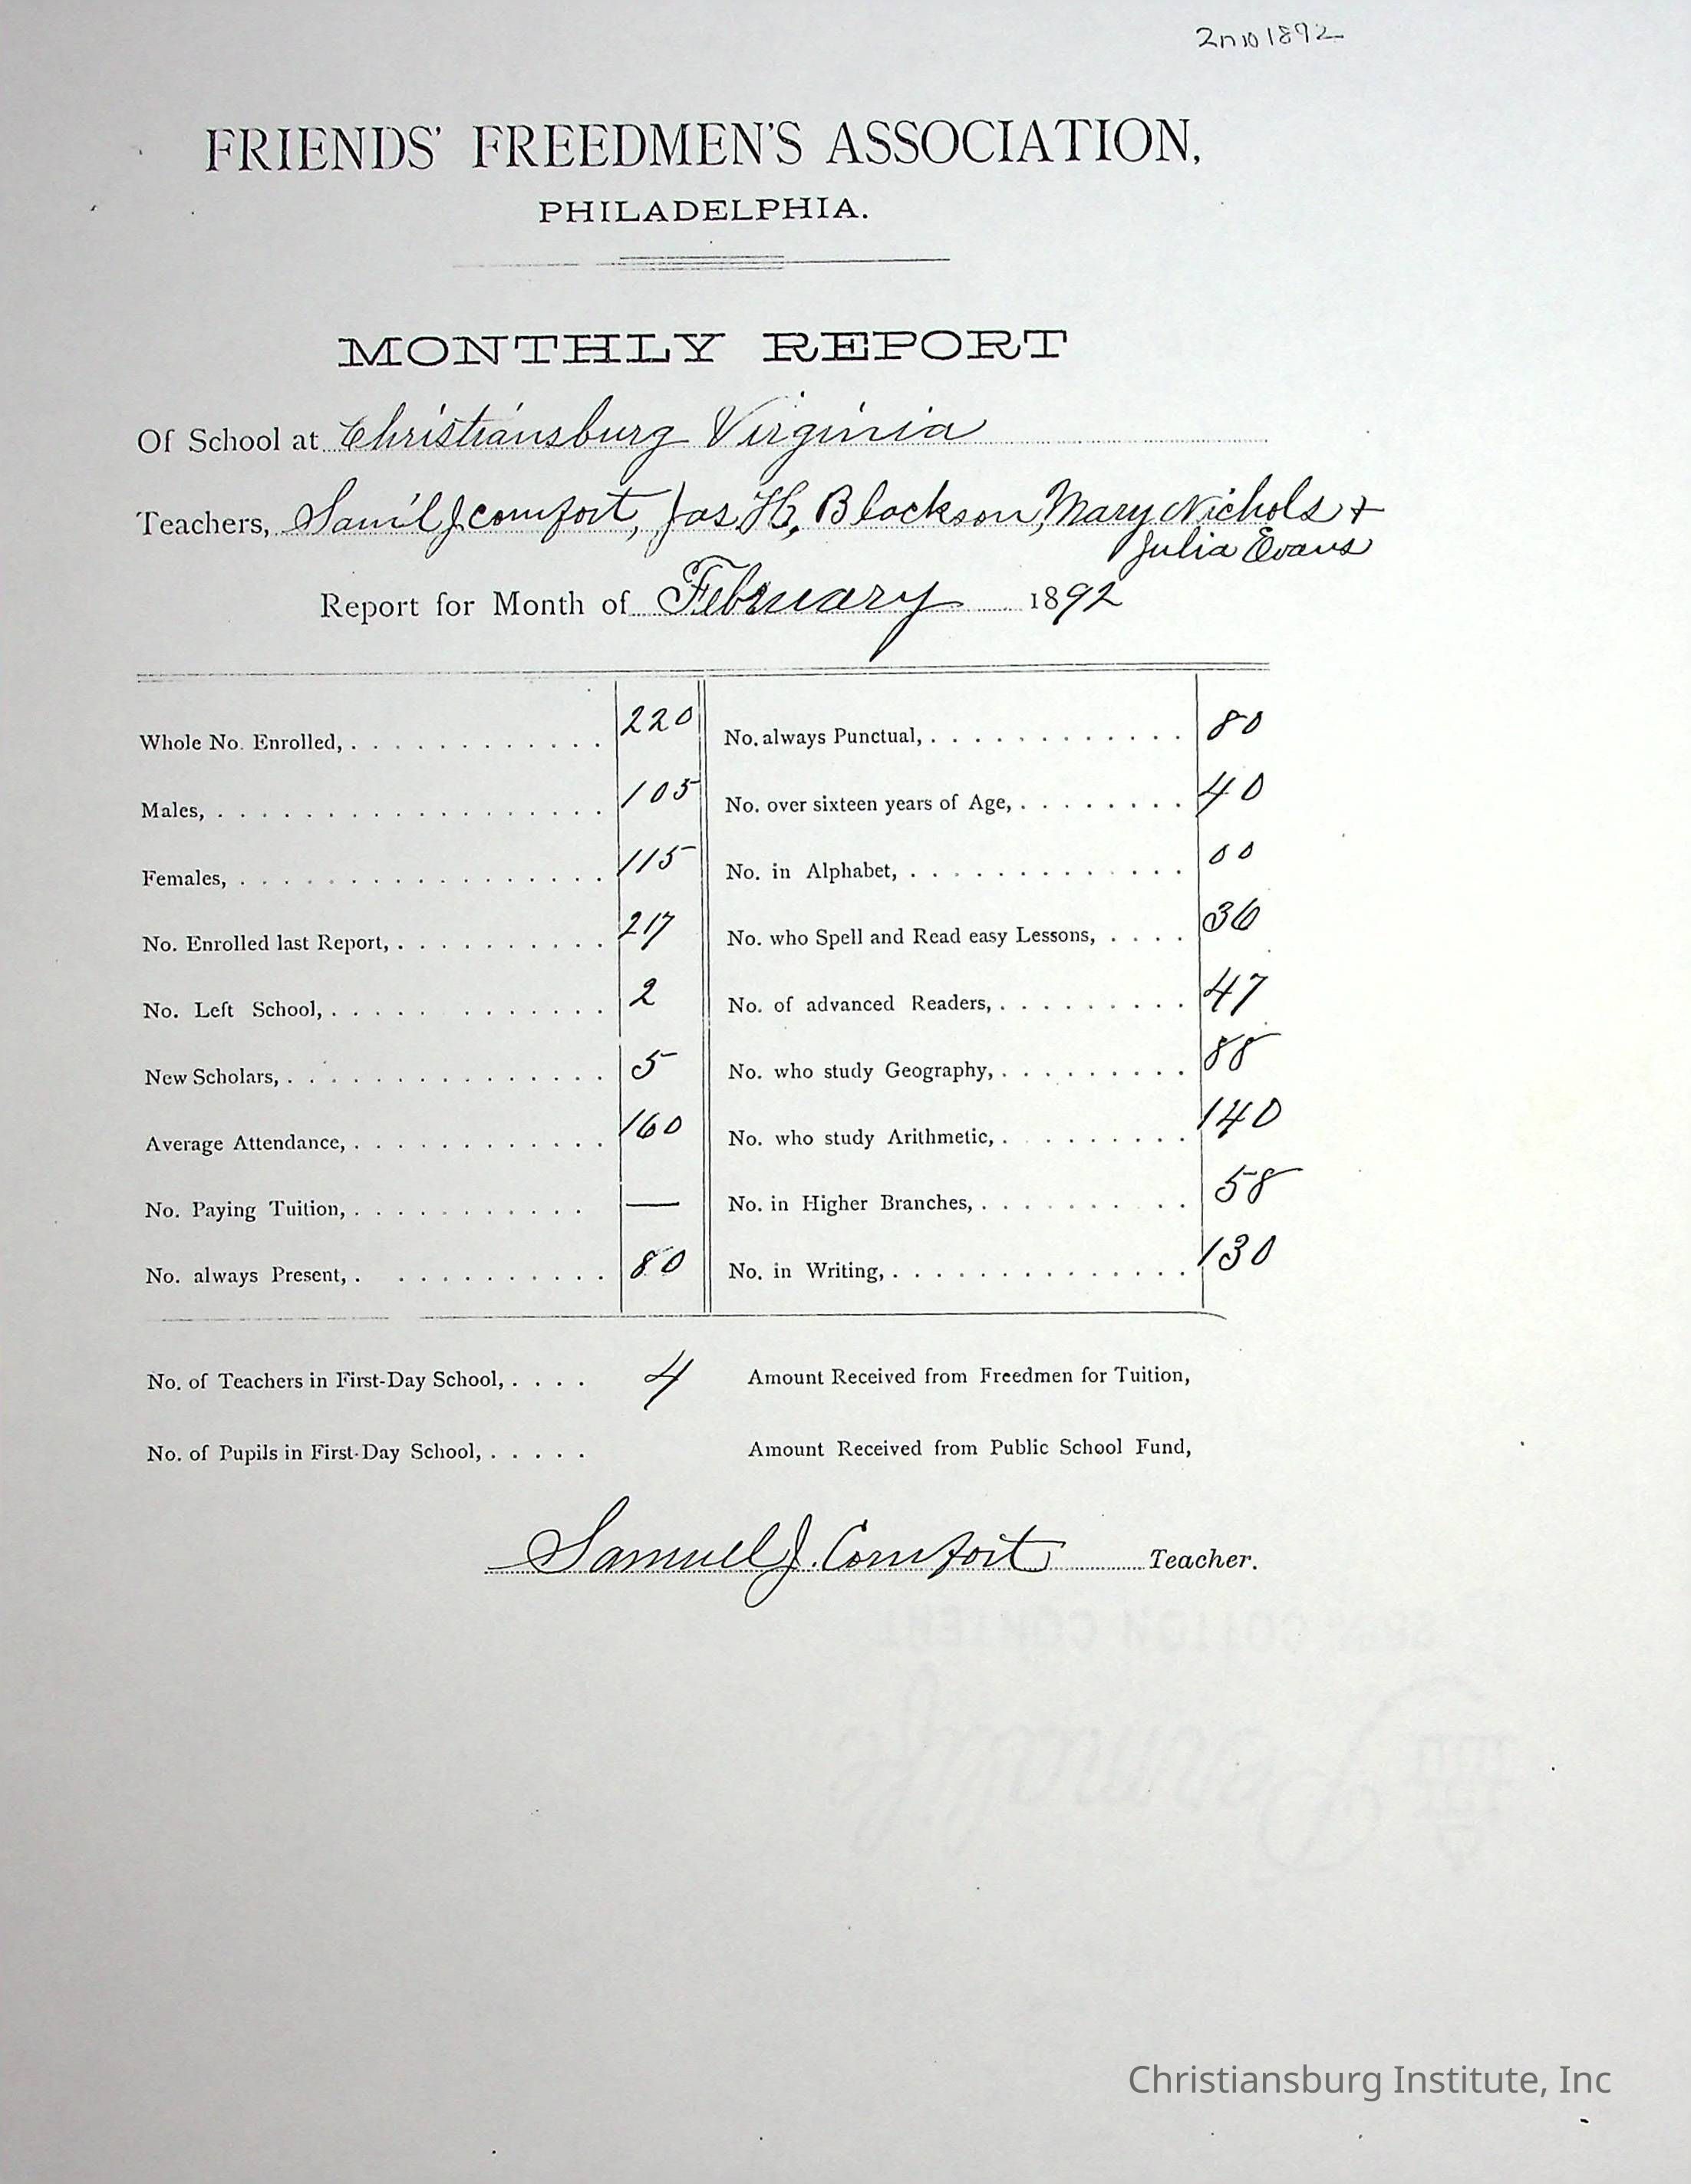 2mo 1892
FRIENDS' FREEDMEN'S ASSOCIATION,
PHILADELPHIA.
MONTHLY REPORT
Of School at Christiansburg Virginia
Teachers, Sam'l J. Comfort, Jas. H. Blockson, Mary Nichols +
Julia Evans
Report for Month of February 1892
Whole No. Enrolled, 220 No. always Punctual, 80
Males, 105 No. over sixteen years of Age, 40
Females, 115 No. in Alphabet, 00
No. Enrolled last Report, 217 No. who Spell and Read easy Lessons, 36
No. Left School, 2 No. of advanced Readers, 47
New Scholars, 5 No. who study Geography, 88
Average Attendance, 160 No. who study Arithmetic, 140
No. Paying Tuition, — No. in Higher Branches, 58
No. always Present, 80 No. in Writing, 130
No. of Teachers in First-Day School, 4 Amount Received from Freedmen for Tuition,
No. of Pupils in First-Day School, Amount Received from Public School Fund,
Samuel J. Comfort Teacher.
Christiansburg Institute, Inc